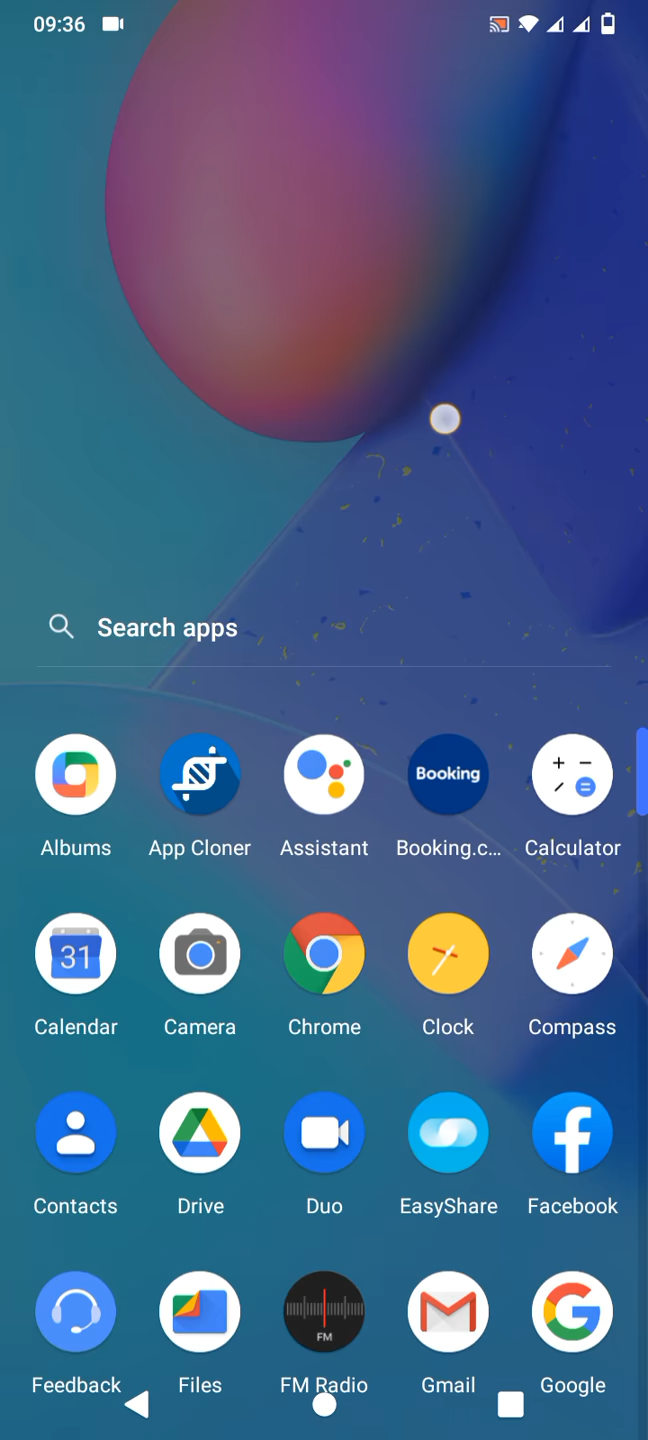 09:36
Search apps
Albums App Cloner Assistant Booking.c... Calculator
Booking
31
Calendar Camera Chrome Clock Compass
Contacts Drive Duo EasyShare Facebook
FM
Feedback Files FM Radio Gmail Google